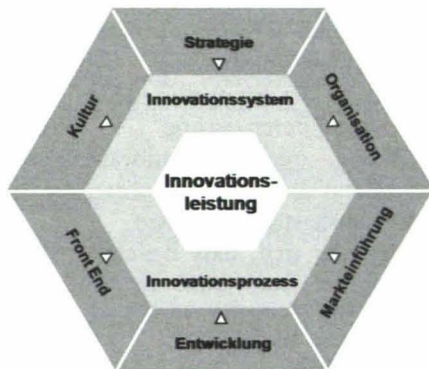 Strategie
Innovationssystem
Kultur
Organisation
Innovations-
leistung
Front End
Markteinführung
Innovationsprozess
Entwicklung